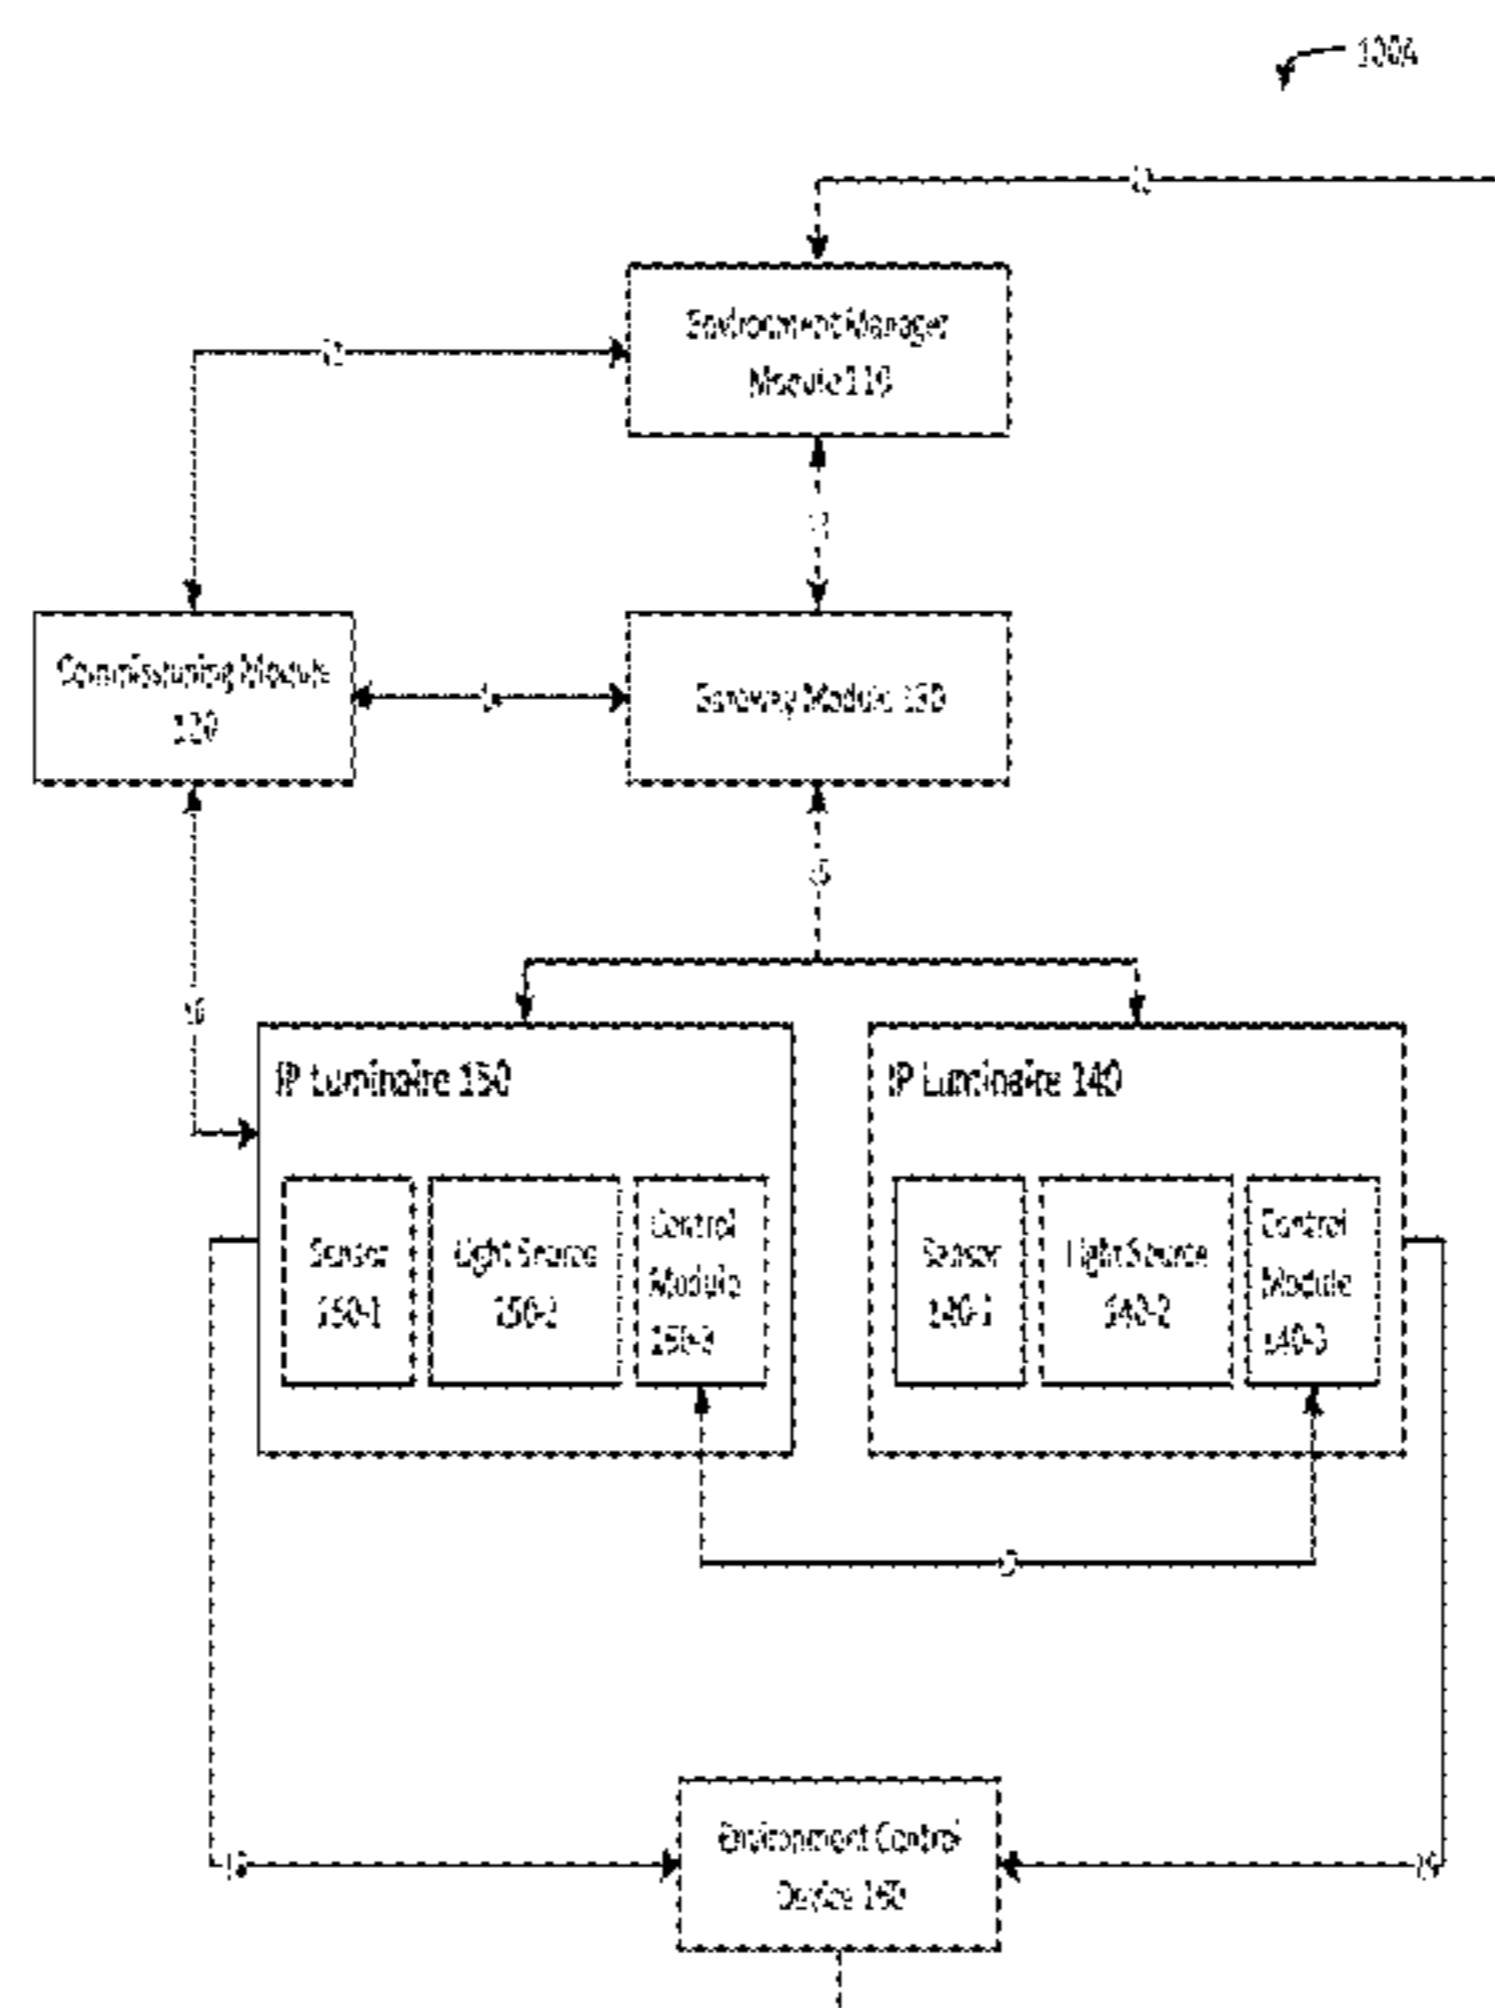 100A
Environment Manager
Module 110
Commissioning Module
120
Gateway Module 130
IP Luminaire 150
IP Luminaire 140
Sensor
150-1
Light Source
150-2
Control
Module
150-3
Sensor
140-1
Light Source
140-2
Control
Module
140-3
Environment Control
Device 160